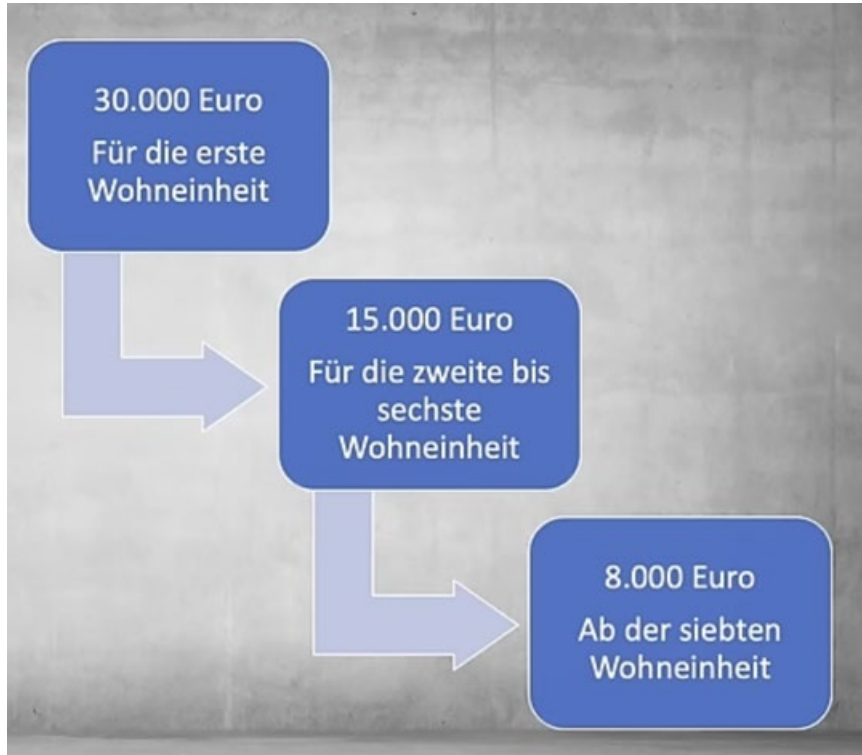 30.000 Euro
Für die erste
Wohneinheit
15.000 Euro
Für die zweite bis
sechste
Wohneinheit
8.000 Euro
Ab der siebten
Wohneinheit